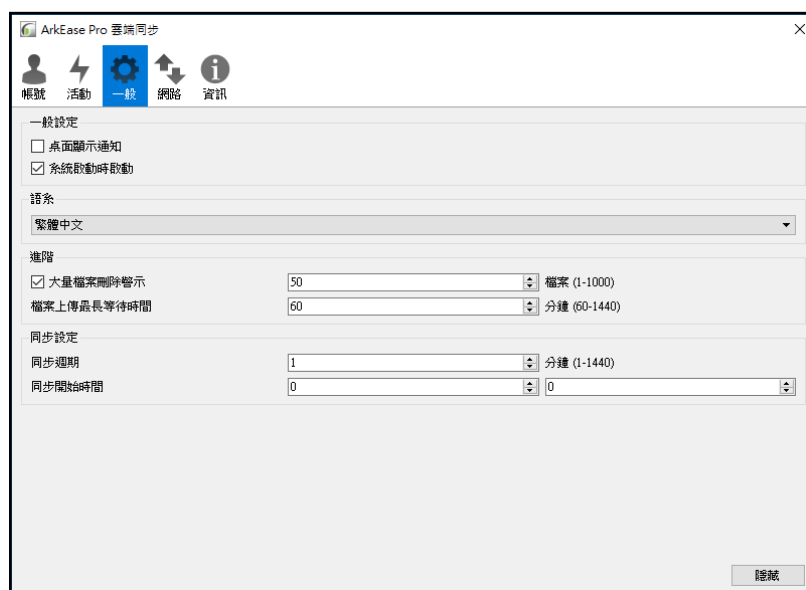 ArkEase Pro 雲端同步
帳號 活動 一般 網路 資訊
一般設定
桌面顯示通知
系統啟動時啟動
語系
繁體中文
進階
大量檔案刪除警示 50 檔案 (1-1000)
檔案上傳最長等待時間 60 分鐘 (60-1440)
同步設定
同步週期 1 分鐘 (1-1440)
同步開始時間 0 0
隱藏